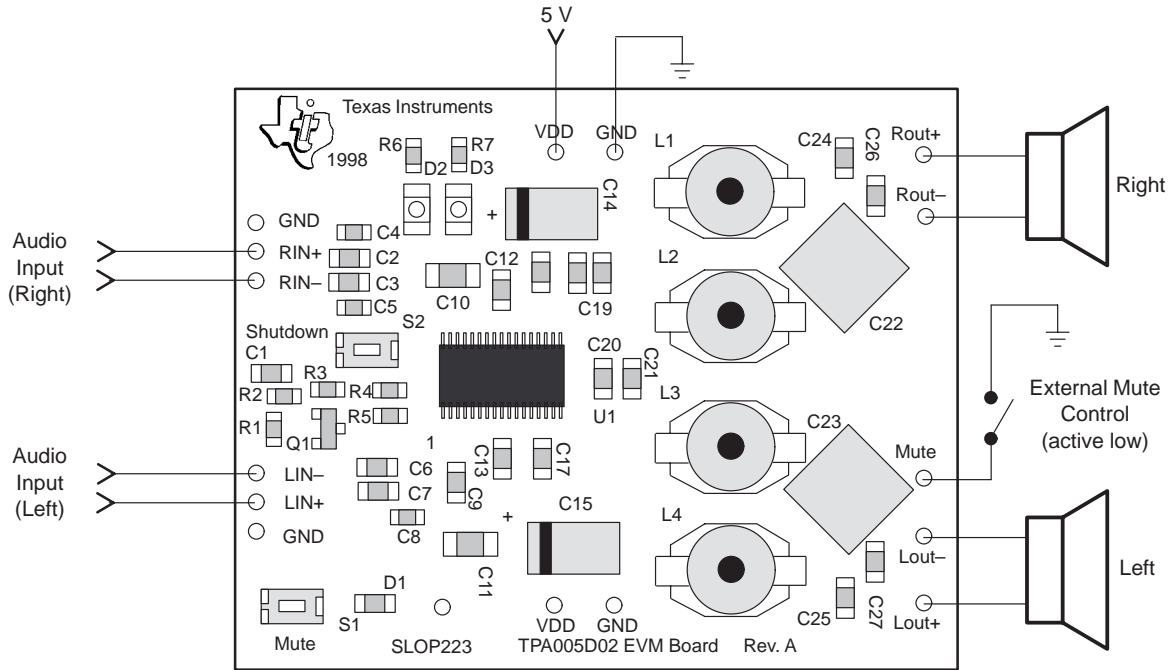 5 V
Texas Instruments
1998
R6
R7
D2
D3
VDD
GND
C14
+
L1
C24
C26
Rout+
Rout–
Right
GND
RIN+
RIN–
Audio
Input
(Right)
C4
C2
C3
C5
C10
C12
C19
L2
C22
Shutdown
S2
C1
R3
R2
R4
R5
R1
Q1
C20
C21
U1
L3
C23
External Mute
Control
(active low)
Mute
Audio
Input
(Left)
LIN–
LIN+
GND
1
C6
C7
C8
C9
C13
C17
+
C15
C11
L4
Lout–
Lout+
C25
C27
Left
D1
S1
Mute
SLOP223
VDD
GND
TPA005D02 EVM Board
Rev. A